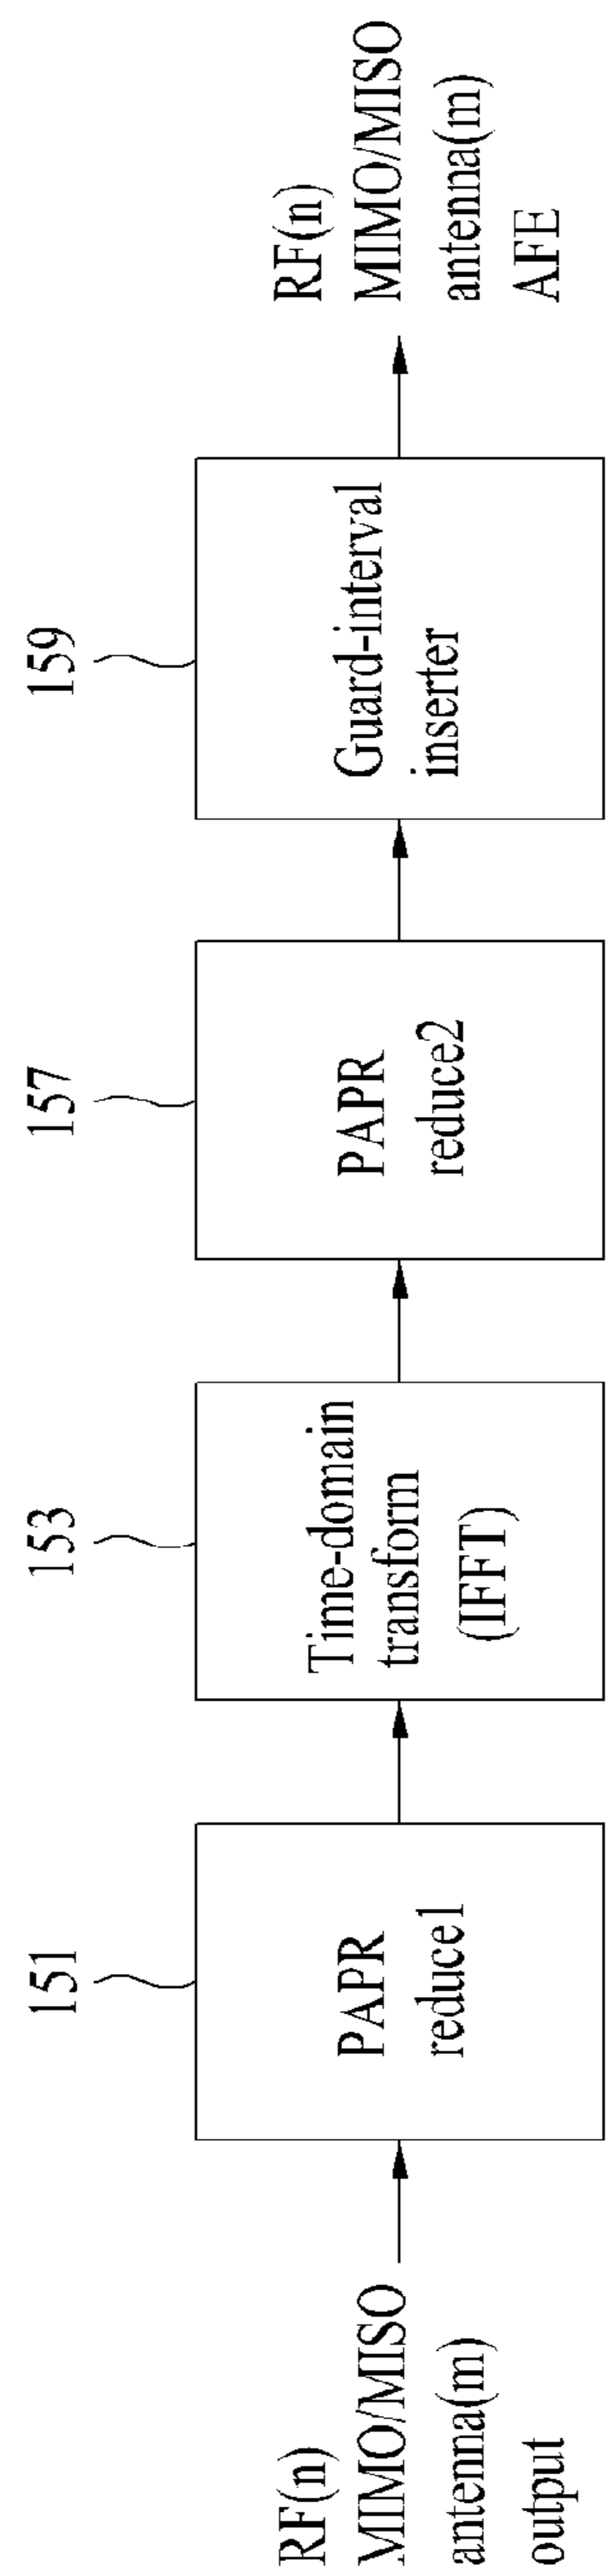 RF(n)
MIMO/MISO
antenna(m)
output
151
PAPR
reduce1
153
Time-domain
transform
(IFFT)
157
PAPR
reduce2
159
Guard-interval
inserter
RF(n)
MIMO/MISO
antenna(m)
AFE